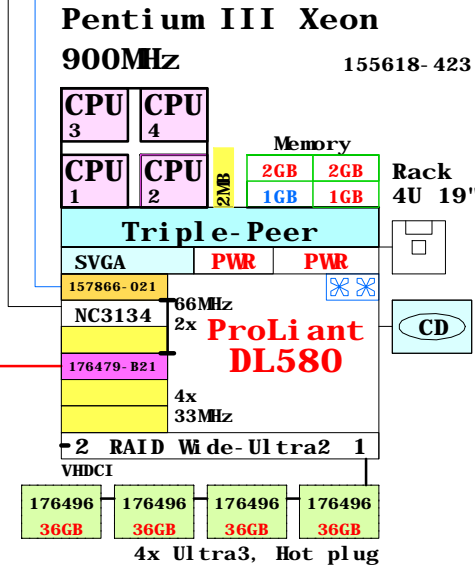 Pentium III Xeon
900MHz
155618-423
CPU
3
CPU
4
CPU
1
CPU
2
2MB
Memory
2GB 2GB
1GB 1GB
Rack
4U 19"
Triple-Peer
SVGA PWR PWR
157866-021
NC3134
66MHz
2x
ProLiant
DL580
CD
176479-B21
4x
33MHz
2 RAID Wide-Ultra2 1
VHDCI
176496 176496 176496 176496
36GB 36GB 36GB 36GB
4x Ultra3, Hot plug